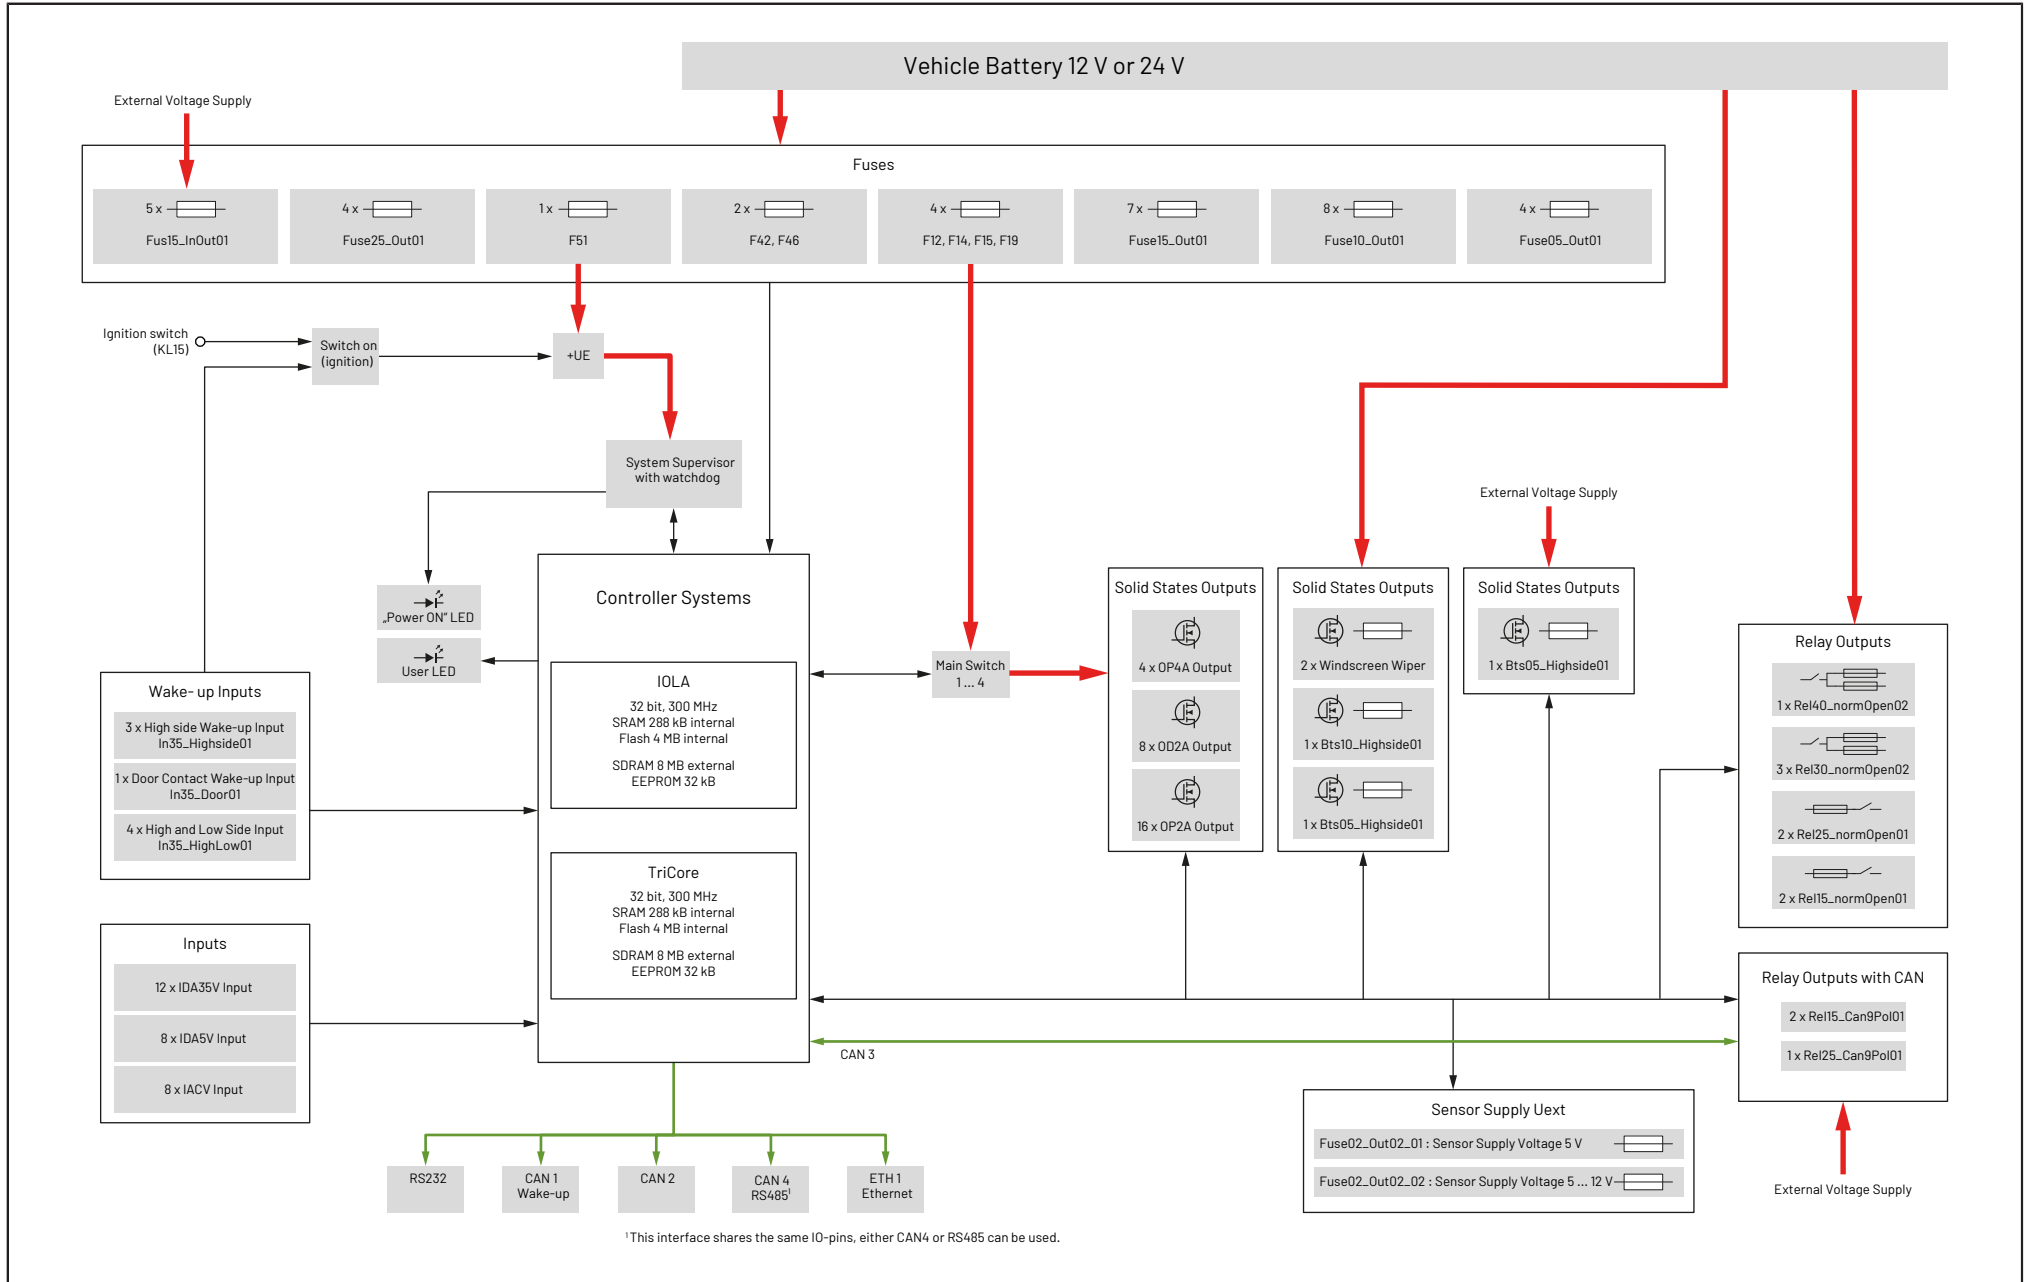 Vehicle Battery 12 V or 24 V
External Voltage Supply
Fuses
5 x
Fus15_InOut01
4 x
Fuse25_Out01
1 x
F51
2 x
F42, F46
4 x
F12, F14, F15, F19
7 x
Fuse15_Out01
8 x
Fuse10_Out01
4 x
Fuse05_Out01
Ignition switch
(KL15)
Switch on
(ignition)
+UE
System Supervisor
with watchdog
„Power ON“ LED
User LED
Controller Systems
IOLA
32 bit, 300 MHz
SRAM 288 kB internal
Flash 4 MB internal
SDRAM 8 MB external
EEPROM 32 kB
TriCore
32 bit, 300 MHz
SRAM 288 kB internal
Flash 4 MB internal
SDRAM 8 MB external
EEPROM 32 kB
Wake- up Inputs
3 x High side Wake-up Input
In35_Highside01
1 x Door Contact Wake-up Input
In35_Door01
4 x High and Low Side Input
In35_HighLow01
Inputs
12 x IDA35V Input
8 x IDA5V Input
8 x IACV Input
Main Switch
1 ... 4
Solid States Outputs
4 x OP4A Output
8 x OD2A Output
16 x OP2A Output
Solid States Outputs
2 x Windscreen Wiper
1 x Bts10_Highside01
1 x Bts05_Highside01
External Voltage Supply
Solid States Outputs
1 x Bts05_Highside01
Relay Outputs
1 x Rel40_normOpen02
3 x Rel30_normOpen02
2 x Rel25_normOpen01
2 x Rel15_normOpen01
Relay Outputs with CAN
2 x Rel15_Can9Pol01
1 x Rel25_Can9Pol01
External Voltage Supply
CAN 3
Sensor Supply Uext
Fuse02_Out02_01 : Sensor Supply Voltage 5 V
Fuse02_Out02_02 : Sensor Supply Voltage 5 ... 12 V
RS232
CAN 1
Wake-up
CAN 2
CAN 4
RS485¹
ETH 1
Ethernet
¹ This interface shares the same IO-pins, either CAN4 or RS485 can be used.